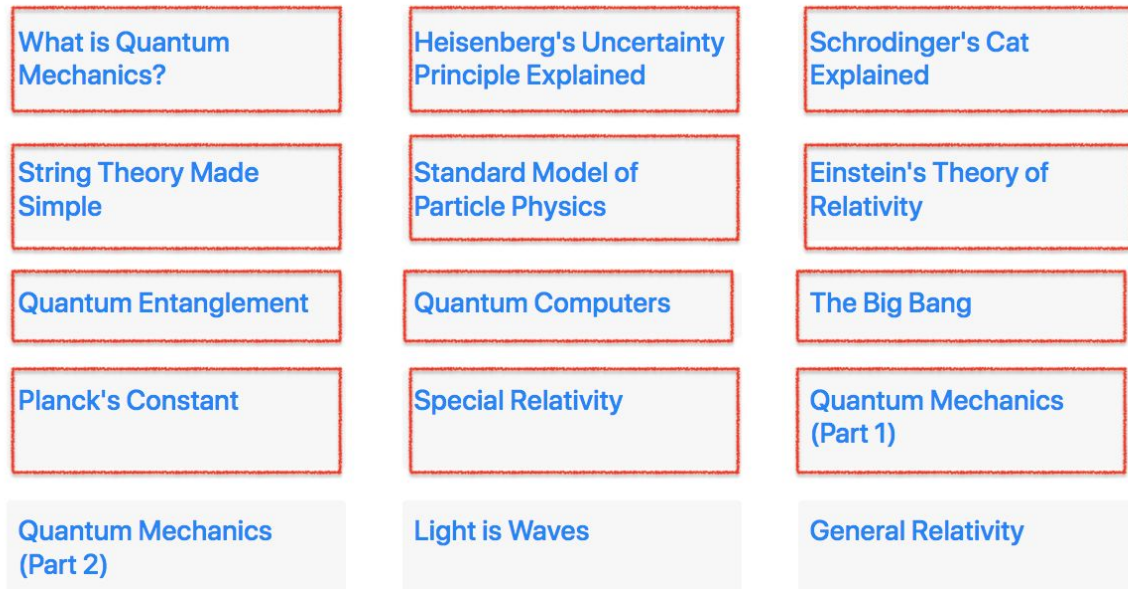 What is Quantum
Mechanics?
Heisenberg's Uncertainty
Principle Explained
Schrodinger's Cat
Explained
String Theory Made
Simple
Standard Model of
Particle Physics
Einstein's Theory of
Relativity
Quantum Entanglement
Quantum Computers
The Big Bang
Planck's Constant
Special Relativity
Quantum Mechanics
(Part 1)
Quantum Mechanics
(Part 2)
Light is Waves
General Relativity